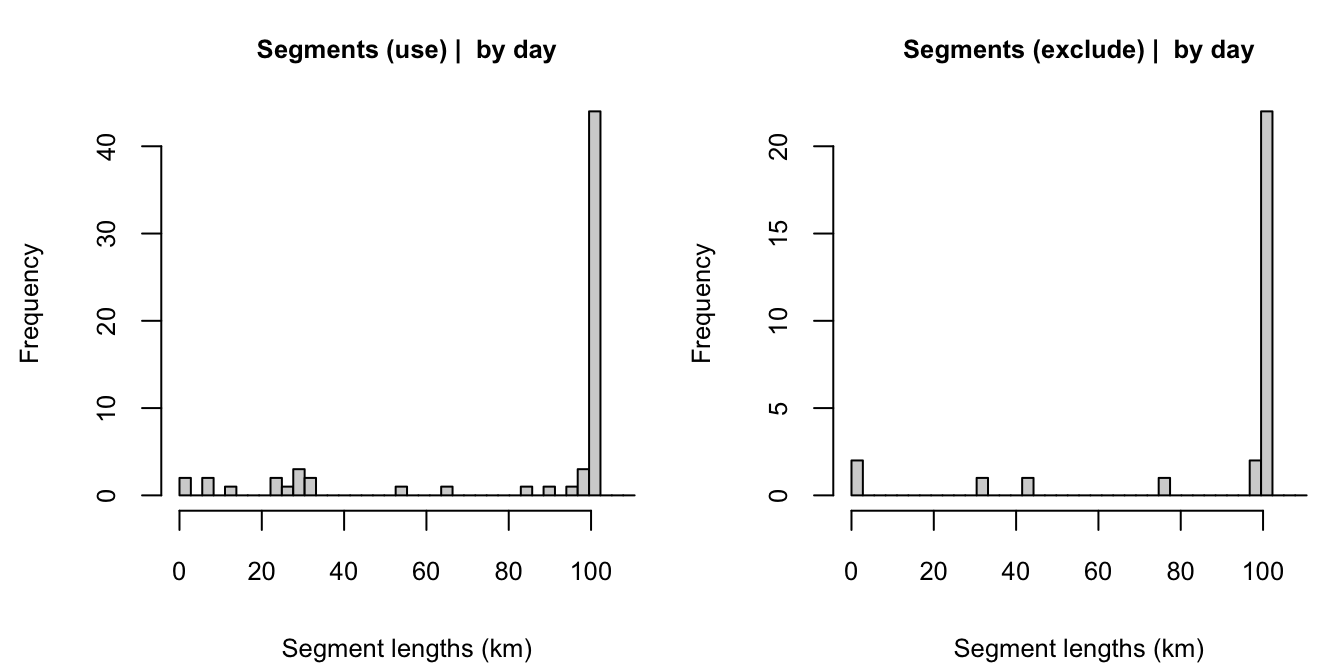 Segments (use) |  by day
Frequency
0 10 20 30 40
0 20 40 60 80 100
Segment lengths (km)
Segments (exclude) |  by day
Frequency
0 5 10 15 20
0 20 40 60 80 100
Segment lengths (km)